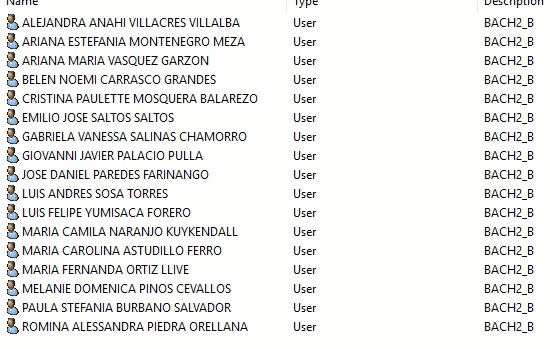 Name Type Description
ALEJANDRA ANAHI VILLACRES VILLALBA User BACH2_B
ARIANA ESTEFANIA MONTENEGRO MEZA User BACH2_B
ARIANA MARIA VASQUEZ GARZON User BACH2_B
BELEN NOEMI CARRASCO GRANDES User BACH2_B
CRISTINA PAULETTE MOSQUERA BALAREZO User BACH2_B
EMILIO JOSE SALTOS SALTOS User BACH2_B
GABRIELA VANESSA SALINAS CHAMORRO User BACH2_B
GIOVANNI JAVIER PALACIO PULLA User BACH2_B
JOSE DANIEL PAREDES FARINANGO User BACH2_B
LUIS ANDRES SOSA TORRES User BACH2_B
LUIS FELIPE YUMISACA FORERO User BACH2_B
MARIA CAMILA NARANJO KUYKENDALL User BACH2_B
MARIA CAROLINA ASTUDILLO FERRO User BACH2_B
MARIA FERNANDA ORTIZ LLIVE User BACH2_B
MELANIE DOMENICA PINOS CEVALLOS User BACH2_B
PAULA STEFANIA BURBANO SALVADOR User BACH2_B
ROMINA ALESSANDRA PIEDRA ORELLANA User BACH2_B